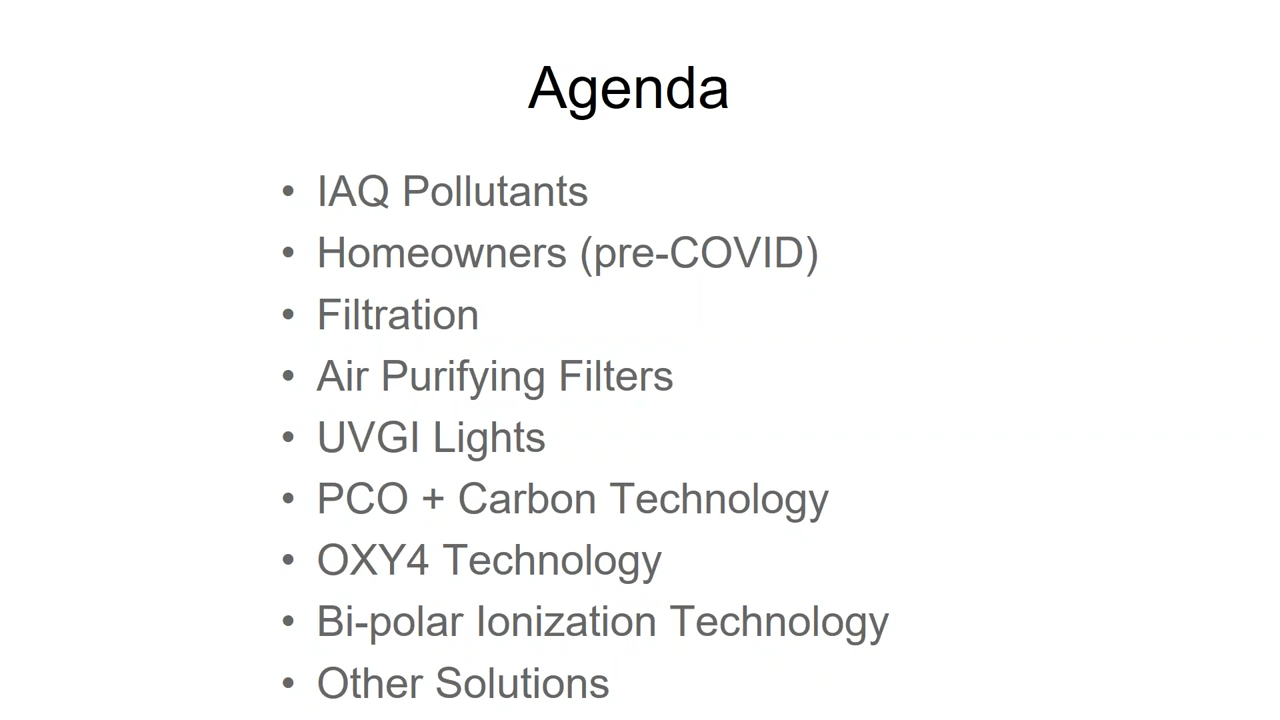 Agenda
• IAQ Pollutants
• Homeowners (pre-COVID)
• Filtration
• Air Purifying Filters
• UVGI Lights
• PCO + Carbon Technology
• OXY4 Technology
• Bi-polar Ionization Technology
• Other Solutions